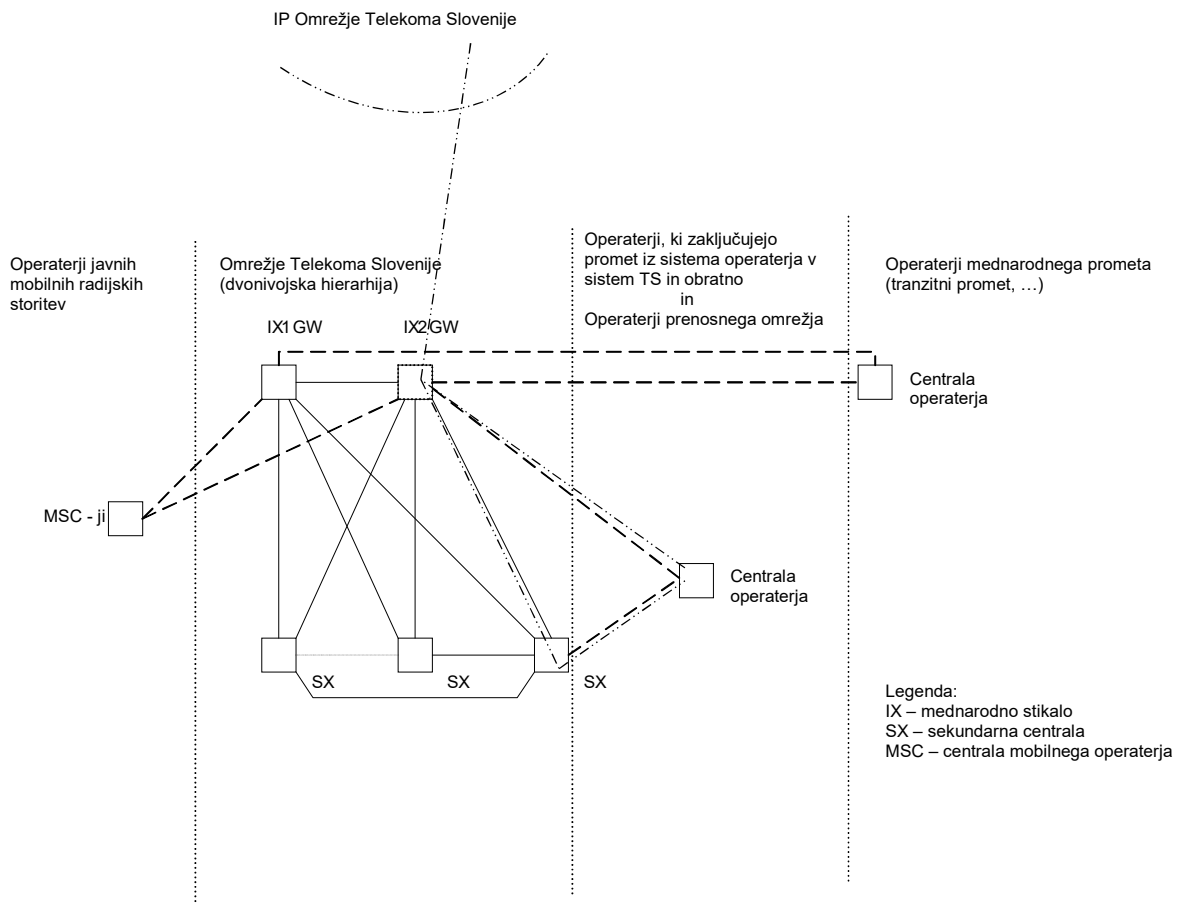 IP Omrežje Telekoma Slovenije
Operaterji javnih
mobilnih radijskih
storitev
Omrežje Telekoma Slovenije
(dvonivojska hierarhija)
Operaterji, ki zaključujejo
promet iz sistema operaterja v
sistem TS in obratno
in
Operaterji prenosnega omrežja
Operaterji mednarodnega prometa
(tranzitni promet, …)
IX1 GW
IX2 GW
Centrala
operaterja
MSC - ji
Centrala
operaterja
SX
SX
SX
Legenda:
IX – mednarodno stikalo
SX – sekundarna centrala
MSC – centrala mobilnega operaterja